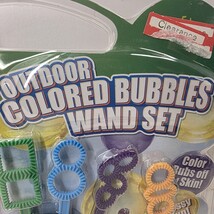 Clearance
OUTDOOR
COLORED BUBBLES
WAND SET
Color
Rubs off
Skin!